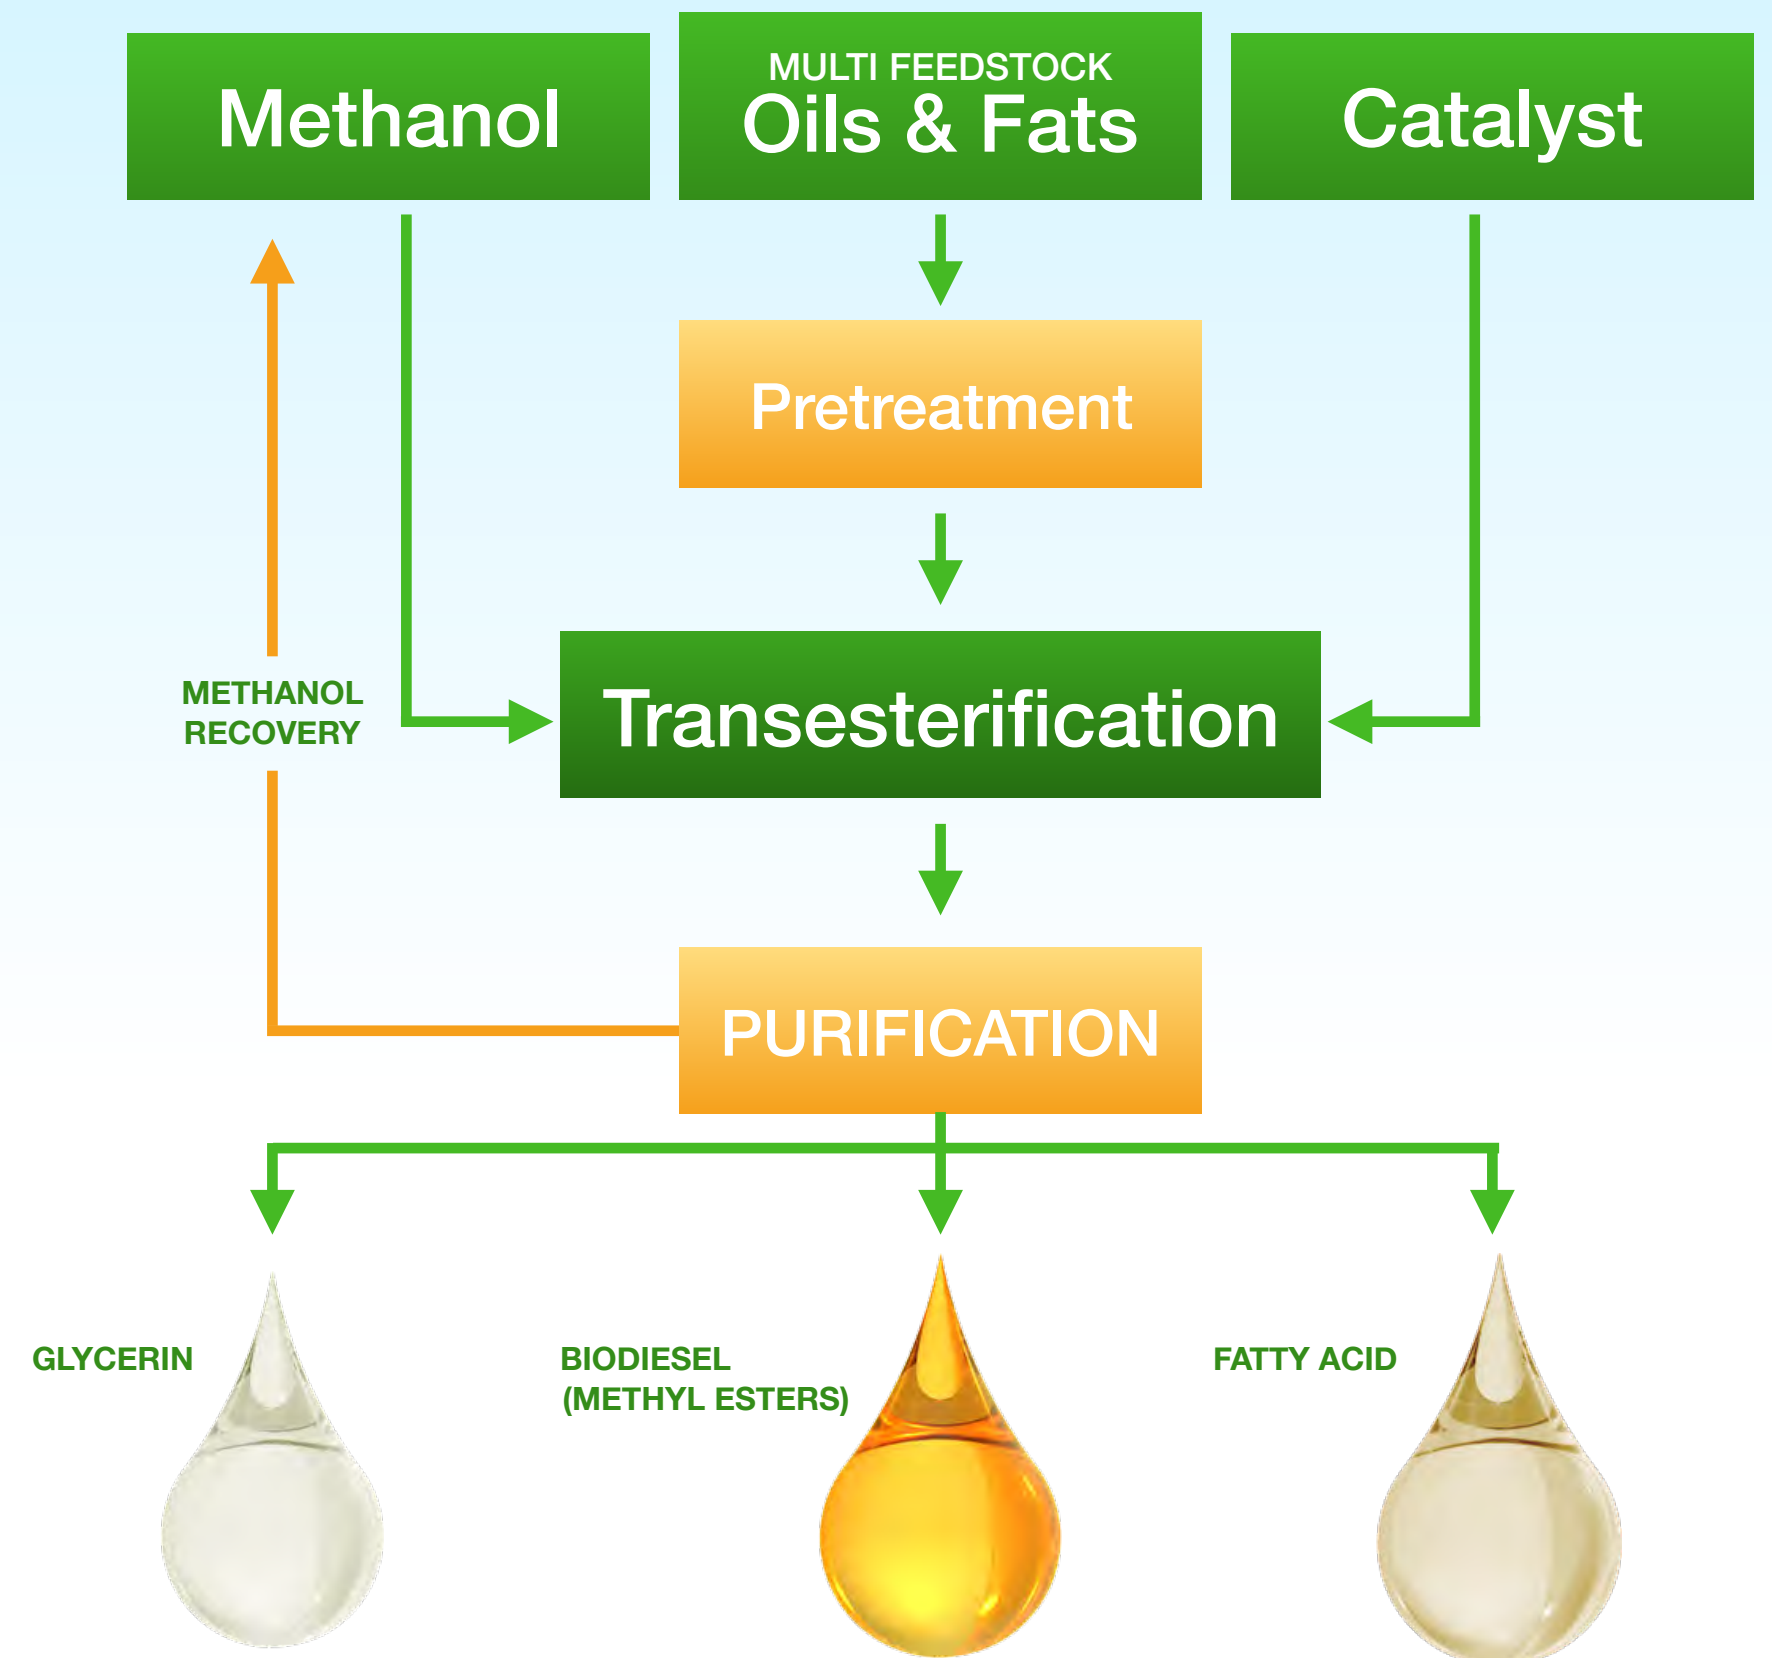 Methanol
MULTI FEEDSTOCK
Oils & Fats
Catalyst
Pretreatment
METHANOL
RECOVERY
Transesterification
PURIFICATION
GLYCERIN
BIODIESEL
(METHYL ESTERS)
FATTY ACID